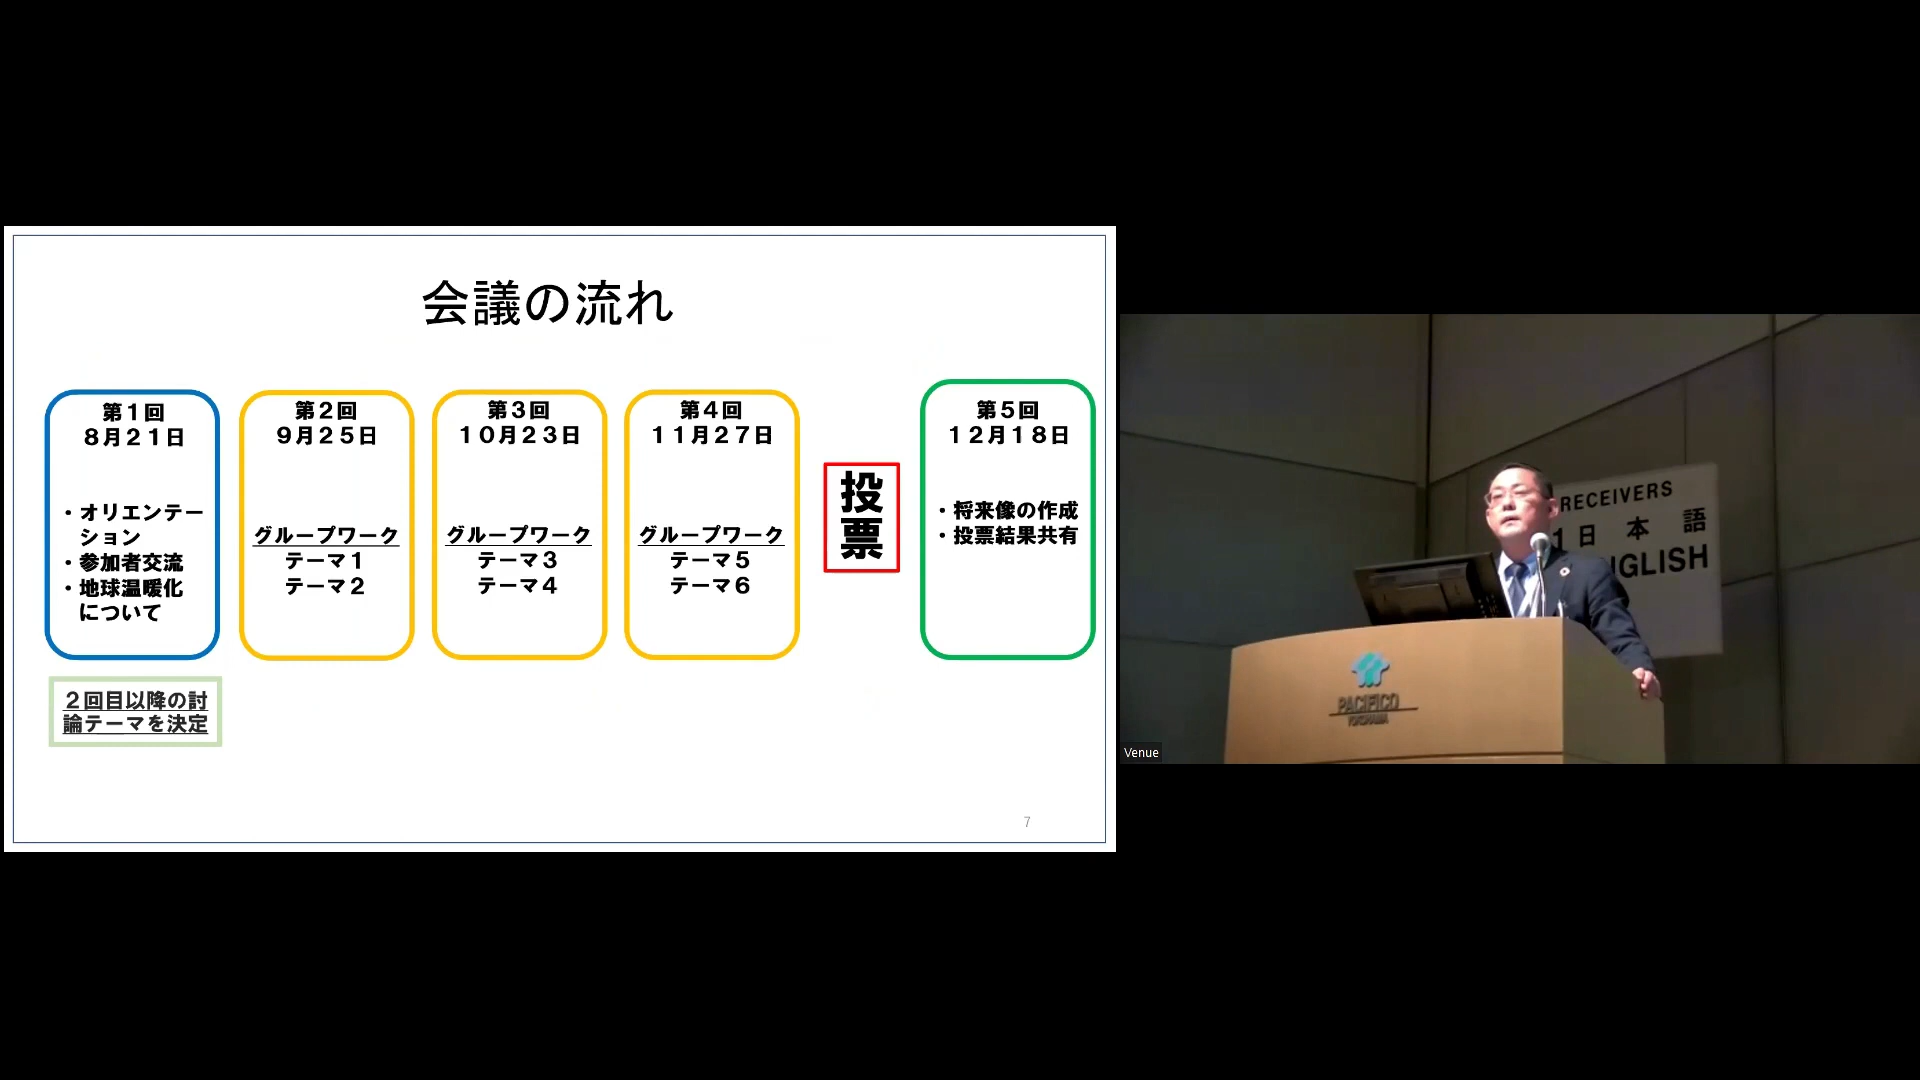 会議の流れ
第1回
8月21日
・オリエンテー
ション
・参加者交流
・地球温暖化
について
2回目以降の討
論テーマを決定
第2回
9月25日
グループワーク
テーマ1
テーマ2
第3回
10月23日
グループワーク
テーマ3
テーマ4
第4回
11月27日
グループワーク
テーマ5
テーマ6
投票
第5回
12月18日
・将来像の作成
・投票結果共有
7
RECEIVERS
1 日 本 語
NGLISH
PACIFICO
YOKOHAMA
Venue